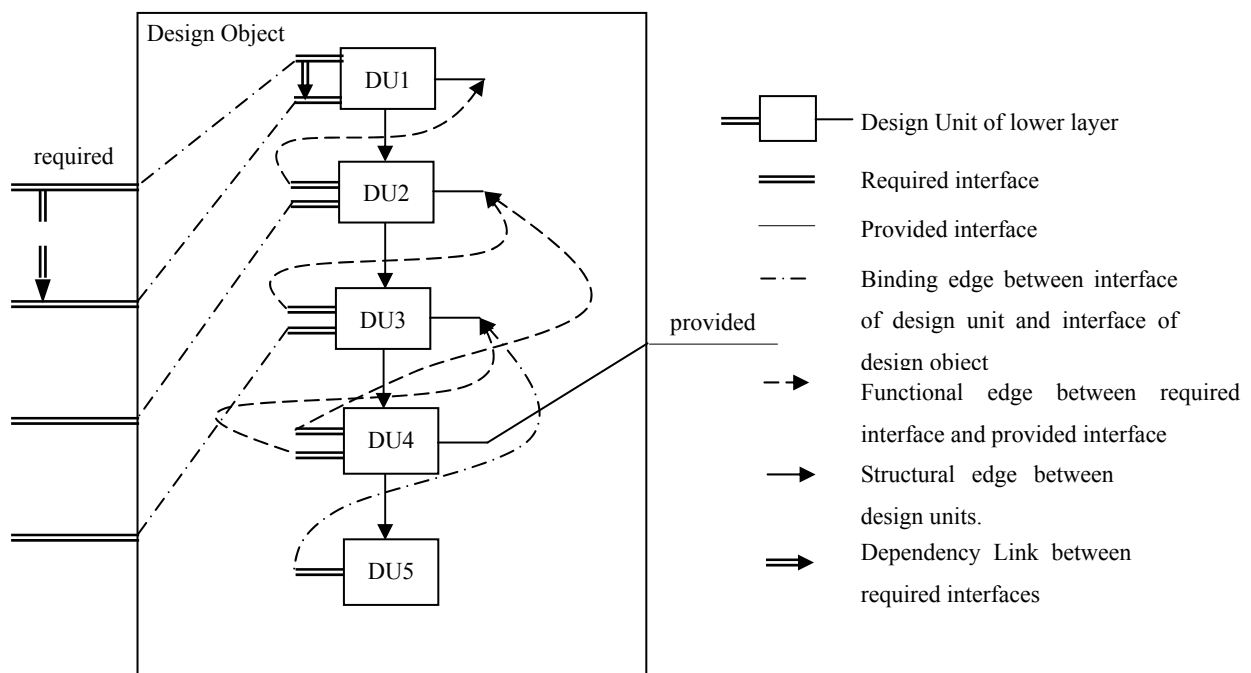 Design Object
DU1
required
DU2
DU3
provided
DU4
DU5
Design Unit of lower layer
Required interface
Provided interface
Binding edge between interface
of design unit and interface of
design object
Functional edge between required
interface and provided interface
Structural edge between
design units.
Dependency Link between
required interfaces